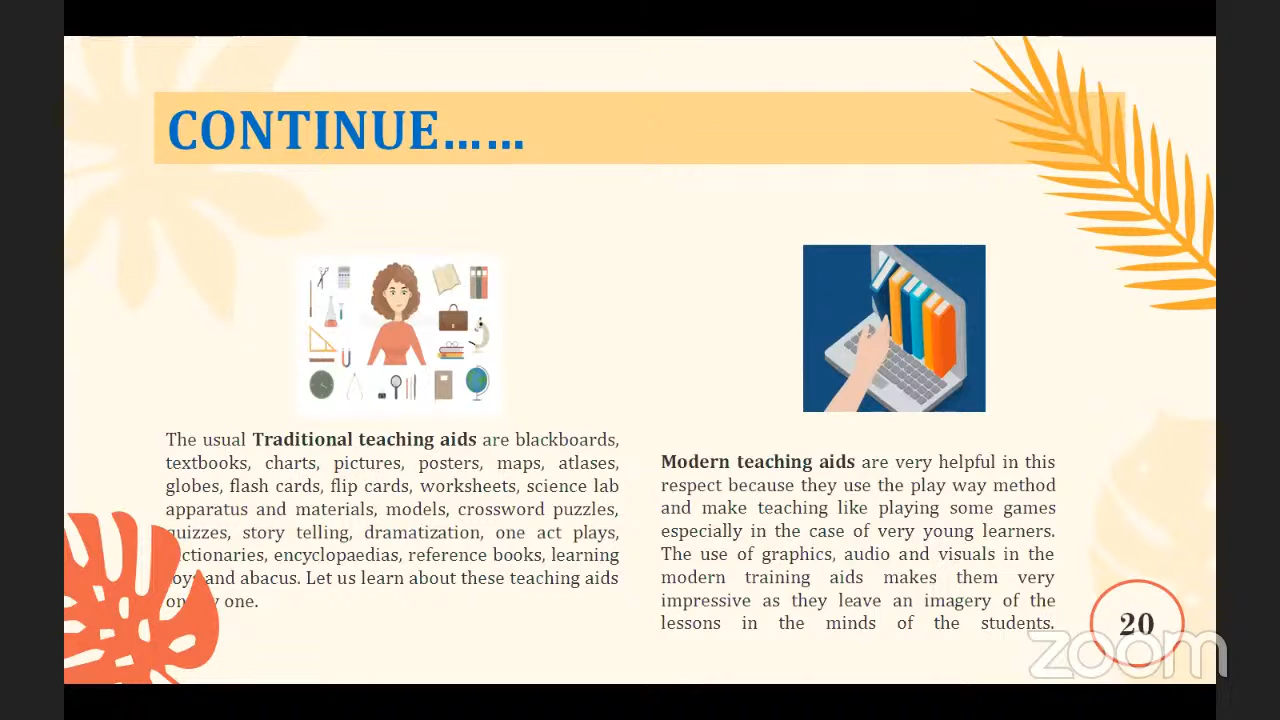 CONTINUE......
The usual Traditional teaching aids are blackboards,
textbooks, charts, pictures, posters, maps, atlases,
globes, flash cards, flip cards, worksheets, science lab
apparatus and materials, models, crossword puzzles,
quizzes, story telling, dramatization, one act plays,
dictionaries, encyclopaedias, reference books, learning
toys and abacus. Let us learn about these teaching aids
one by one.
Modern teaching aids are very helpful in this
respect because they use the play way method
and make teaching like playing some games
especially in the case of very young learners.
The use of graphics, audio and visuals in the
modern training aids makes them very
impressive as they leave an imagery of the
lessons in the minds of the students.
20
zoom